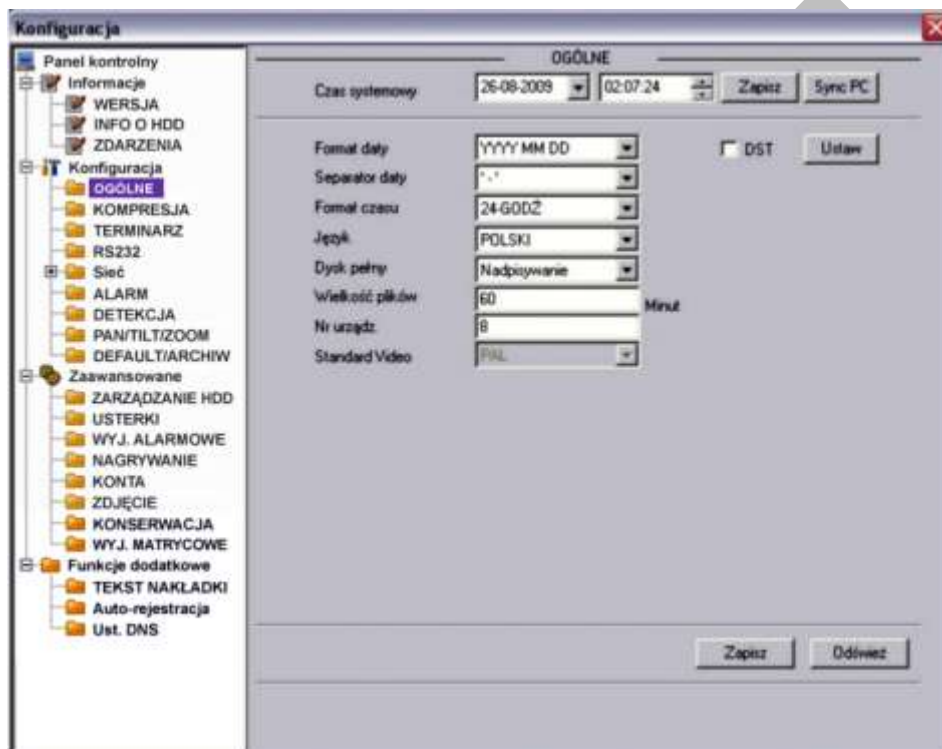 Konfiguracja
Panel kontrolny
Informacje
WERSJA
INFO O HDD
ZDARZENIA
Konfiguracja
OGÓLNE
KOMPRESJA
TERMINARZ
RS232
Sieć
ALARM
DETEKCJA
PAN/TILT/ZOOM
DEFAULT/ARCHIW
Zaawansowane
ZARZĄDZANIE HDD
USTERKI
WYJ. ALARMOWE
NAGRYWANIE
KONTA
ZDJĘCIE
KONSERWACJA
WYJ. MATRYCOWE
Funkcje dodatkowe
TEKST NAKŁADKI
Auto-rejestracja
Ust. DNS
OGÓLNE
Czas systemowy 26-08-2009 02:07:24 Zapisz Sync PC
Format daty YYYY MM DD DST Ustaw
Separator daty '-'
Format czasu 24-GODŹ
Język POLSKI
Dysk pełny Nadpisywanie
Wielkość plików 60 Minut
Nr urządz. 8
Standard Video PAL
Zapisz Odśwież